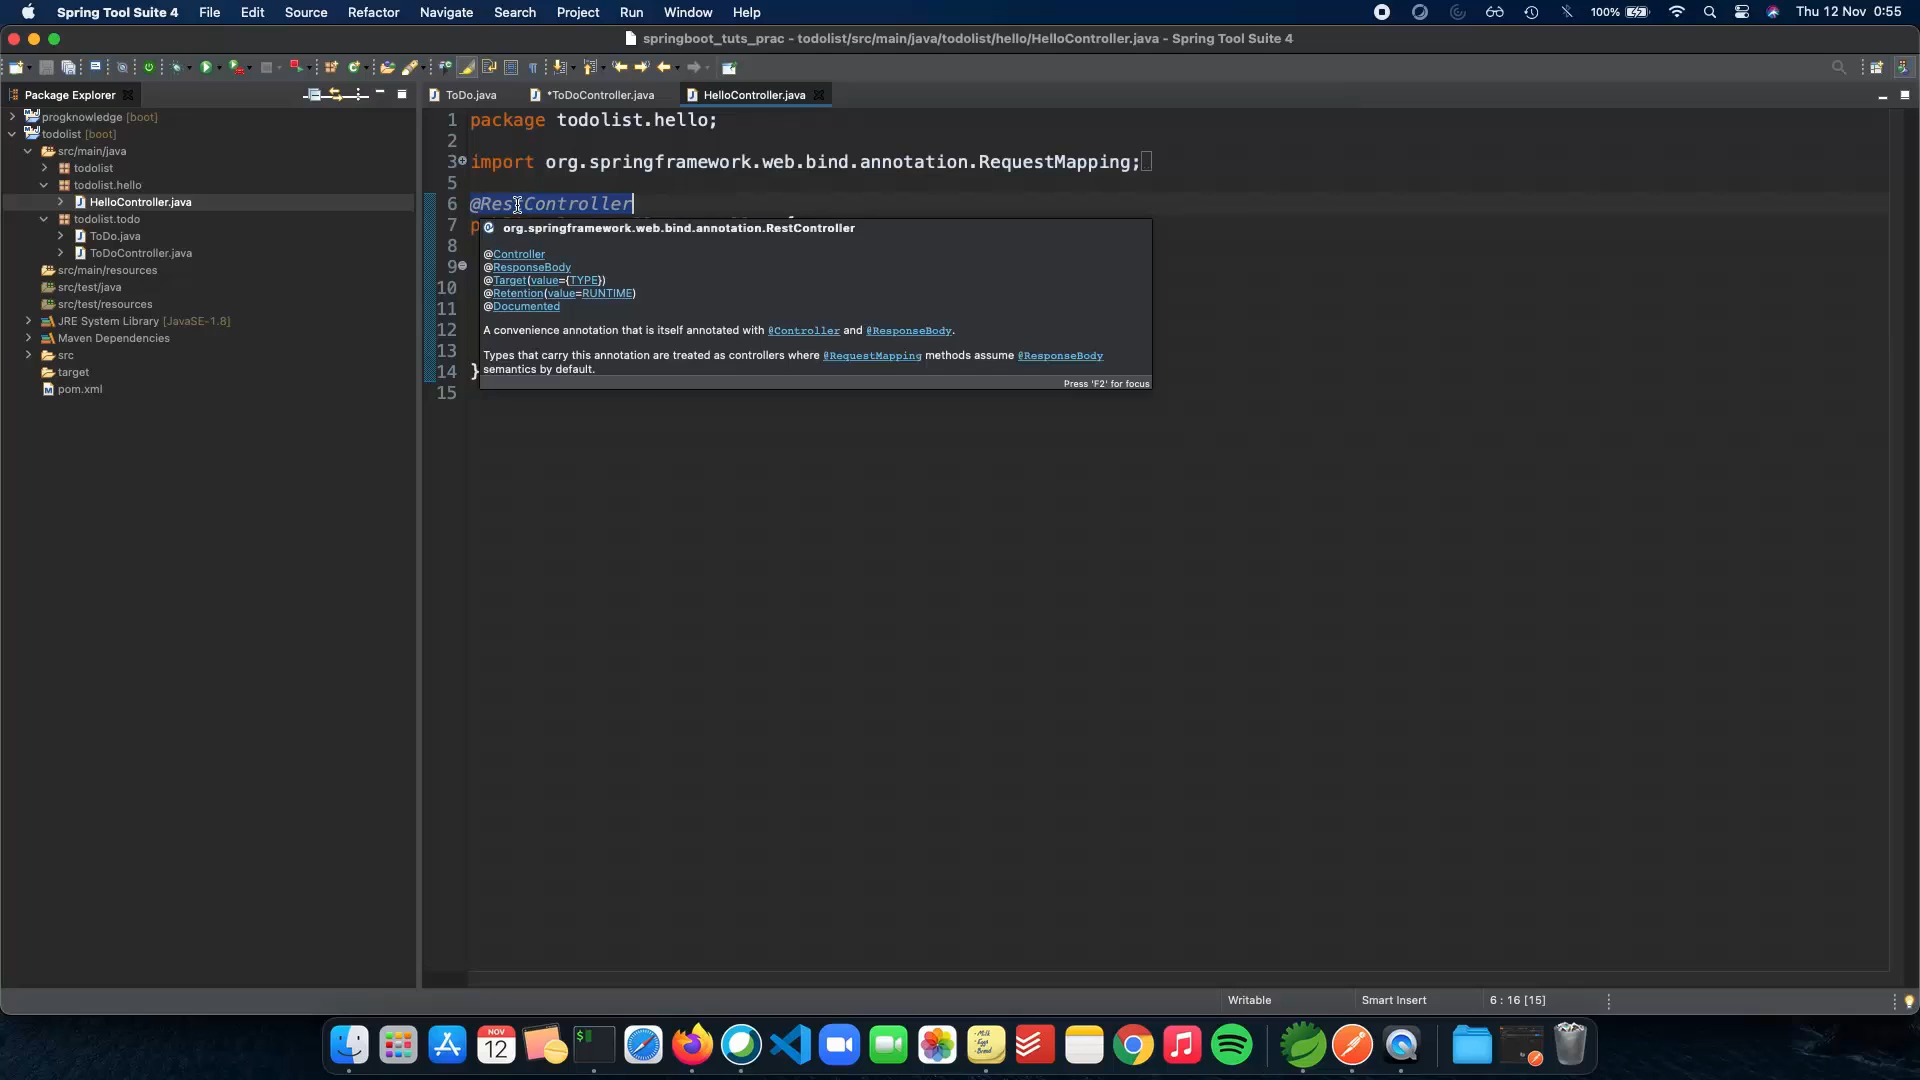 Spring Tool Suite 4 File Edit Source Refactor Navigate Search Project Run Window Help 100% Thu 12 Nov 0:55
springboot_tuts_prac - todolist/src/main/java/todolist/hello/HelloController.java - Spring Tool Suite 4
Package Explorer
ToDo.java *ToDoController.java HelloController.java
progknowledge [boot]
todolist [boot]
src/main/java
todolist
todolist.hello
HelloController.java
todolist.todo
ToDo.java
ToDoController.java
src/main/resources
src/test/java
src/test/resources
JRE System Library [JavaSE-1.8]
Maven Dependencies
src
target
pom.xml
1 package todolist.hello;
2
3 import org.springframework.web.bind.annotation.RequestMapping;
5
6 @RestController
7
8
9
10
11
12
13
14 }
15
org.springframework.web.bind.annotation.RestController
@Controller
@ResponseBody
@Target(value={TYPE})
@Retention(value=RUNTIME)
@Documented
A convenience annotation that is itself annotated with @Controller and @ResponseBody.
Types that carry this annotation are treated as controllers where @RequestMapping methods assume @ResponseBody
semantics by default.
Press 'F2' for focus
Writable Smart Insert 6 : 16 [15]
NOV
12